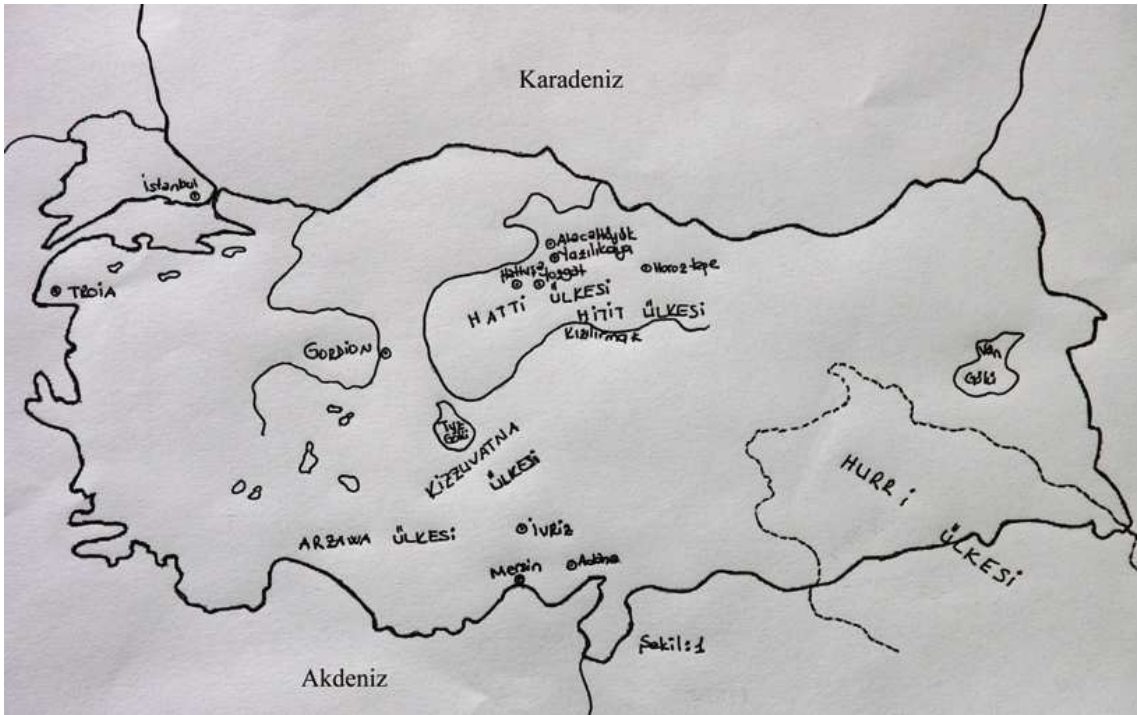 Karadeniz
İstanbul
Alacahöyük
Yazılıkaya
Hattuşa
Yozgat
Horoztepe
TROİA
HATTİ ÜLKESİ
HİTİT ÜLKESİ
Kızılırmak
GORDİON
Van
Gölü
Tuz
Gölü
KİZZUVATNA
ÜLKESİ
HURRİ
ÜLKESİ
ARZAWA ÜLKESİ
İVRİZ
Mersin
Adana
Şekil:1
Akdeniz